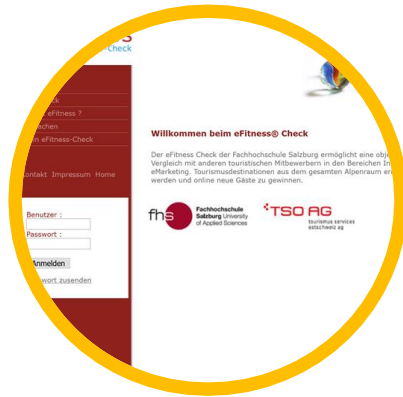 -Check
eFitness ?
eFitness-Check
Kontakt Impressum Home
Benutzer :
Passwort :
Anmelden
wort zusenden
Willkommen beim eFitness® Check
Der eFitness Check der Fachhochschule Salzburg ermöglicht eine obje
Vergleich mit anderen touristischen Mitbewerbern in den Bereichen In
eMarketing. Tourismusdestinationen aus dem gesamten Alpenraum er
werden und online neue Gäste zu gewinnen.
fhs
Fachhochschule
Salzburg University
of Applied Sciences
TSO AG
tourismus services
ostschweiz ag